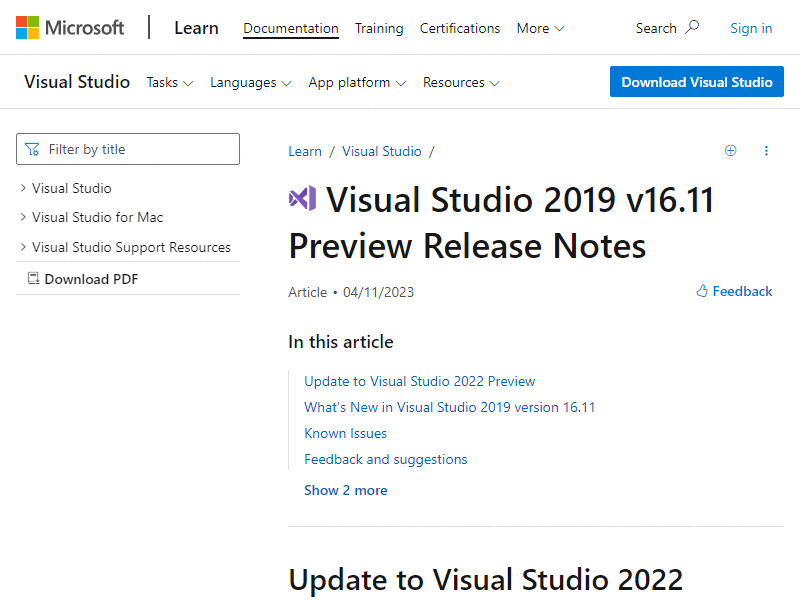 Microsoft Learn Documentation Training Certifications More Search Sign in
Visual Studio Tasks Languages App platform Resources Download Visual Studio
Filter by title
Visual Studio
Visual Studio for Mac
Visual Studio Support Resources
Download PDF
Learn / Visual Studio /
Visual Studio 2019 v16.11
Preview Release Notes
Article • 04/11/2023 Feedback
In this article
Update to Visual Studio 2022 Preview
What's New in Visual Studio 2019 version 16.11
Known Issues
Feedback and suggestions
Show 2 more
Update to Visual Studio 2022